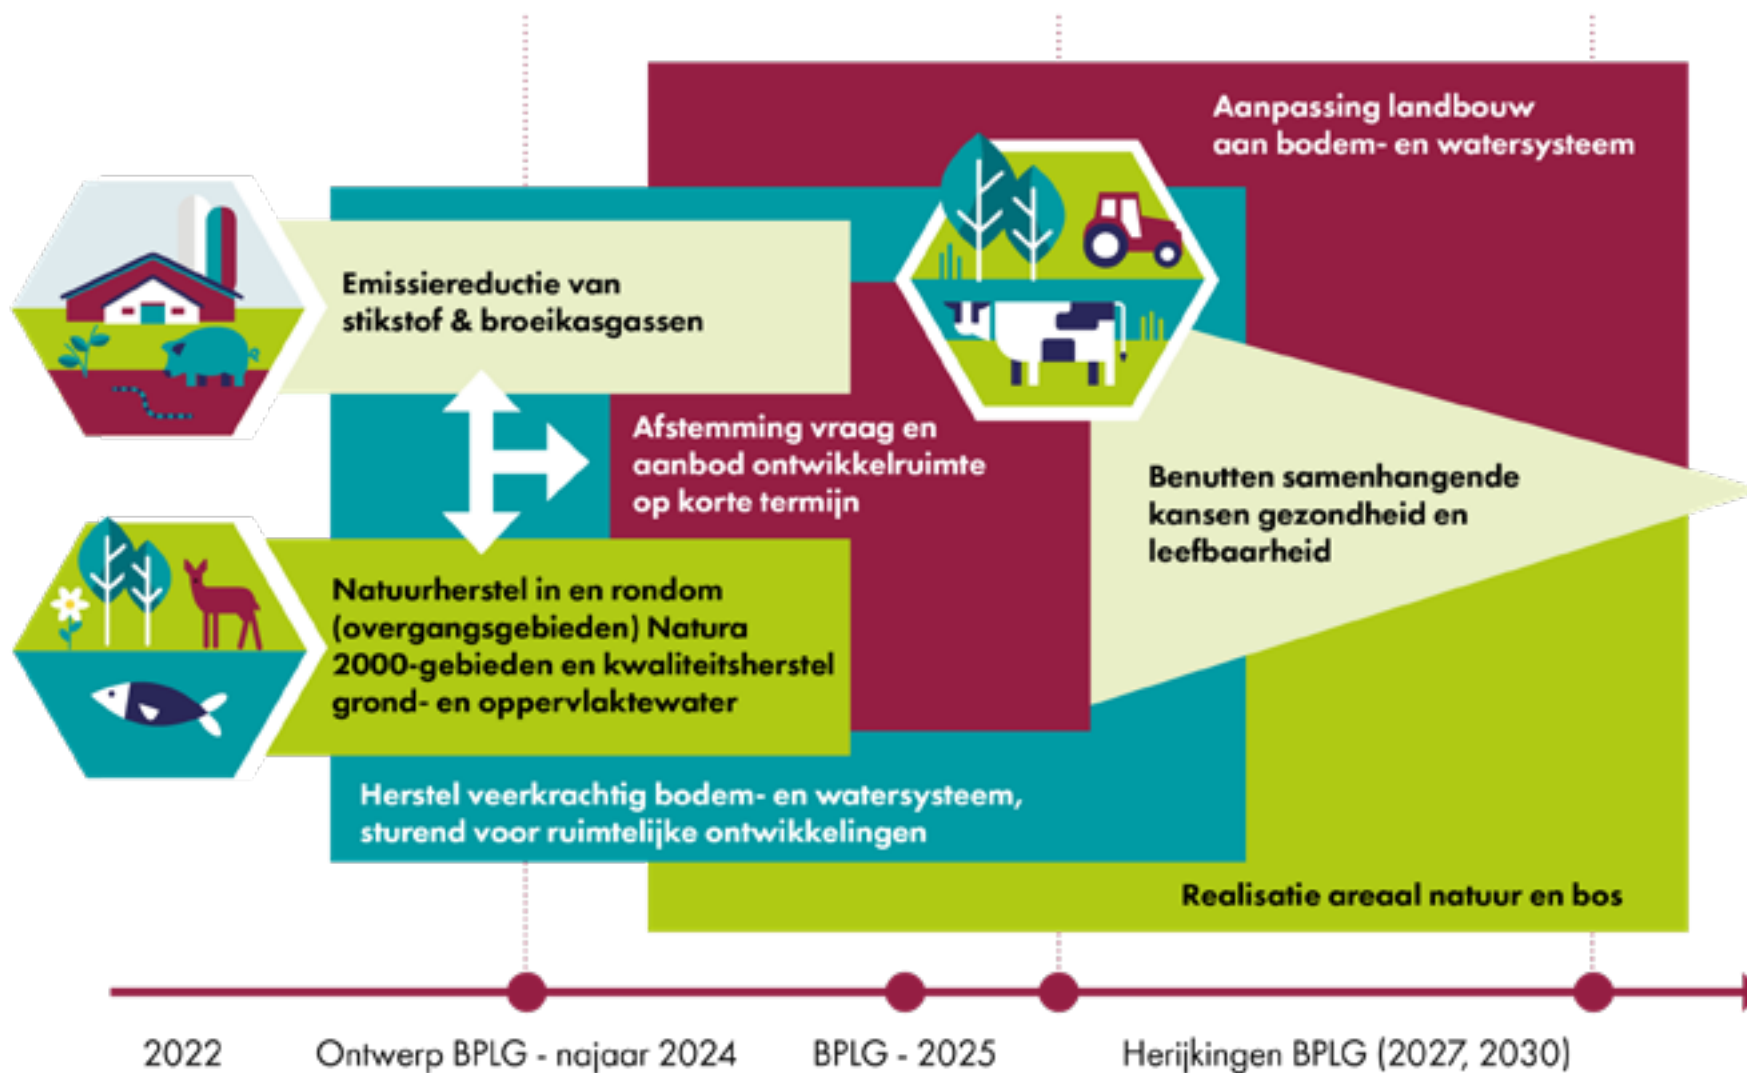 Aanpassing landbouw
aan bodem- en watersysteem
Emissiereductie van
stikstof & broeikasgassen
Afstemming vraag en
aanbod ontwikkelruimte
op korte termijn
Benutten samenhangende
kansen gezondheid en
leefbaarheid
Natuurherstel in en rondom
(overgangsgebieden) Natura
2000-gebieden en kwaliteitsherstel
grond- en oppervlaktewater
Herstel veerkrachtig bodem- en watersysteem,
sturend voor ruimtelijke ontwikkelingen
Realisatie areaal natuur en bos
2022
Ontwerp BPLG - najaar 2024
BPLG - 2025
Herijkingen BPLG (2027, 2030)